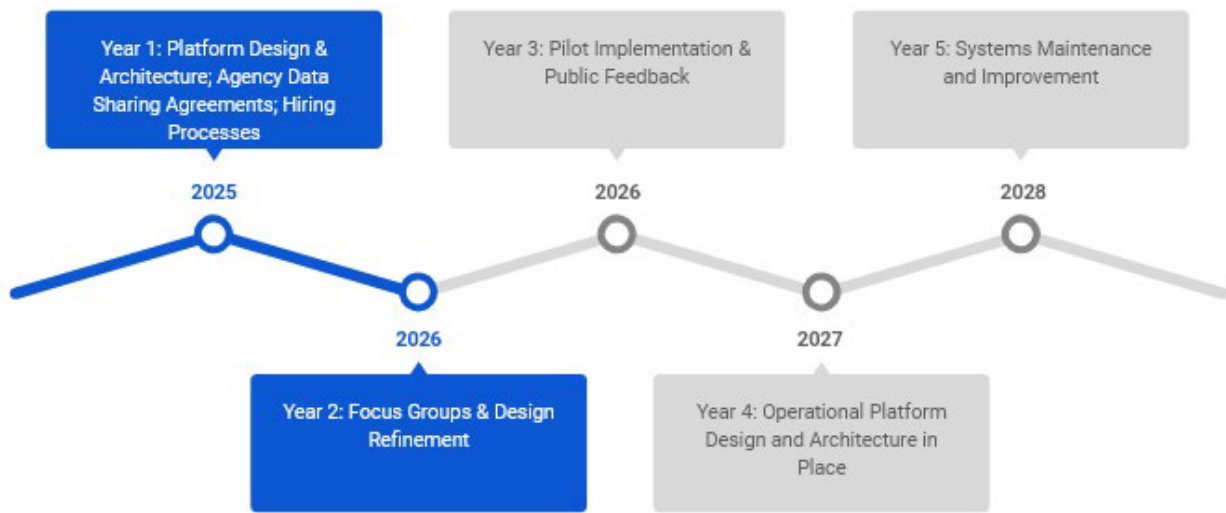 Year 1: Platform Design &
Architecture; Agency Data
Sharing Agreements; Hiring
Processes
2025
2026
Year 2: Focus Groups & Design
Refinement
Year 3: Pilot Implementation &
Public Feedback
2026
2027
Year 4: Operational Platform
Design and Architecture in
Place
Year 5: Systems Maintenance
and Improvement
2028